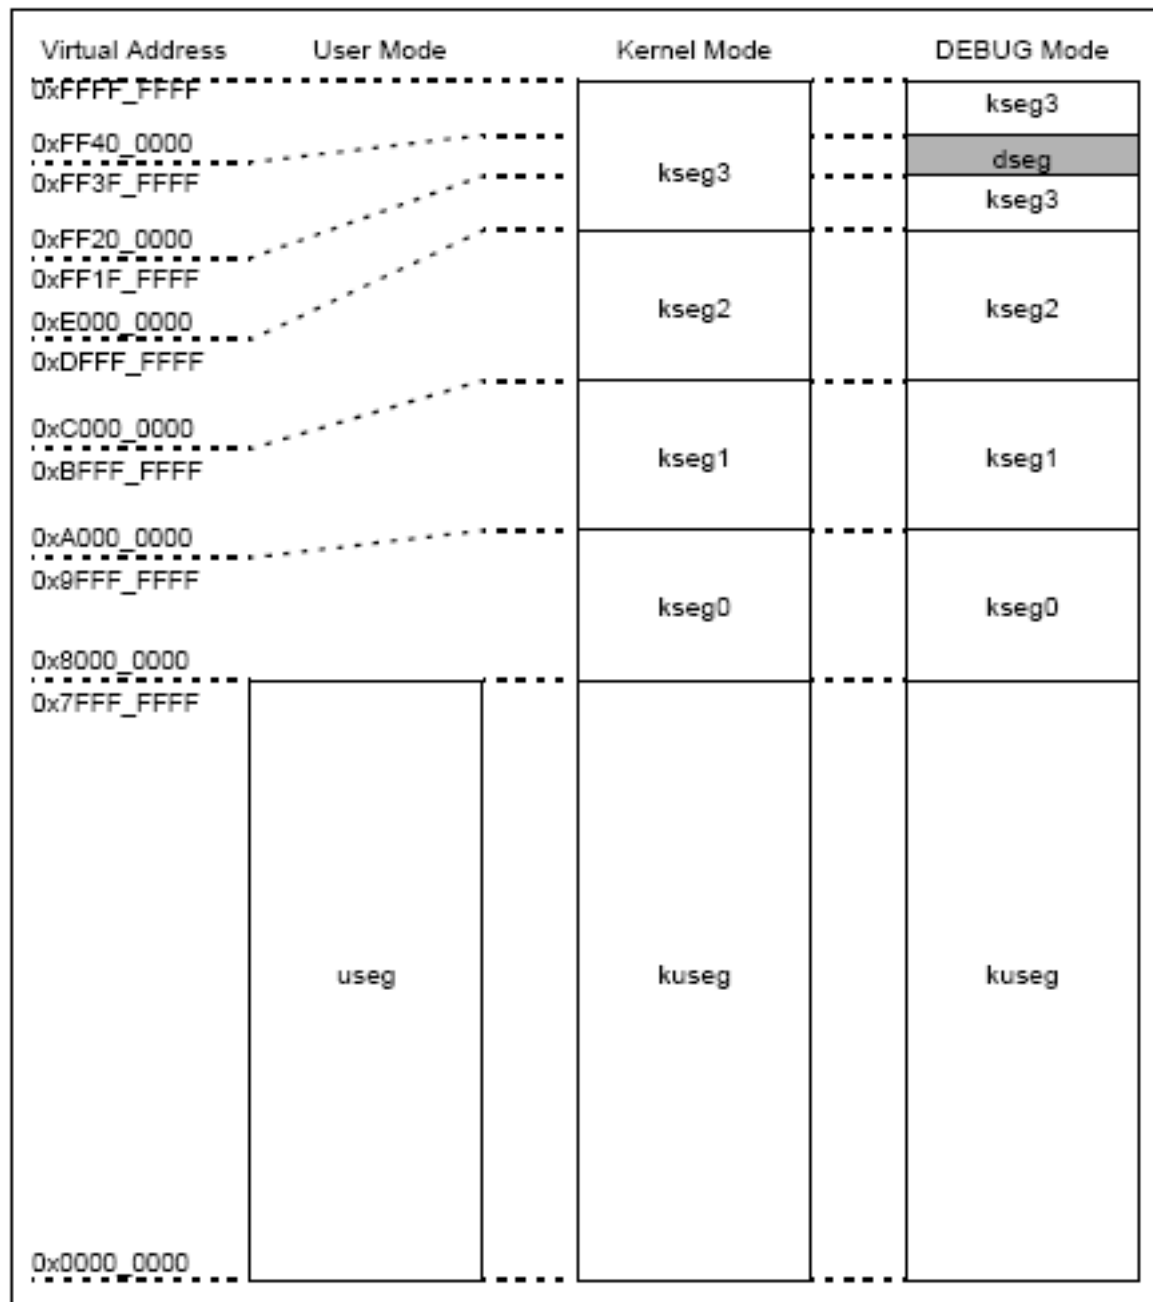 Virtual Address User Mode Kernel Mode DEBUG Mode
0xFFFF_FFFF
kseg3
0xFF40_0000
dseg
kseg3
0xFF3F_FFFF
kseg3
0xFF20_0000
0xFF1F_FFFF
kseg2 kseg2
0xE000_0000
0xDFFF_FFFF
0xC000_0000
kseg1 kseg1
0xBFFF_FFFF
0xA000_0000
0x9FFF_FFFF
kseg0 kseg0
0x8000_0000
0x7FFF_FFFF
useg kuseg kuseg
0x0000_0000